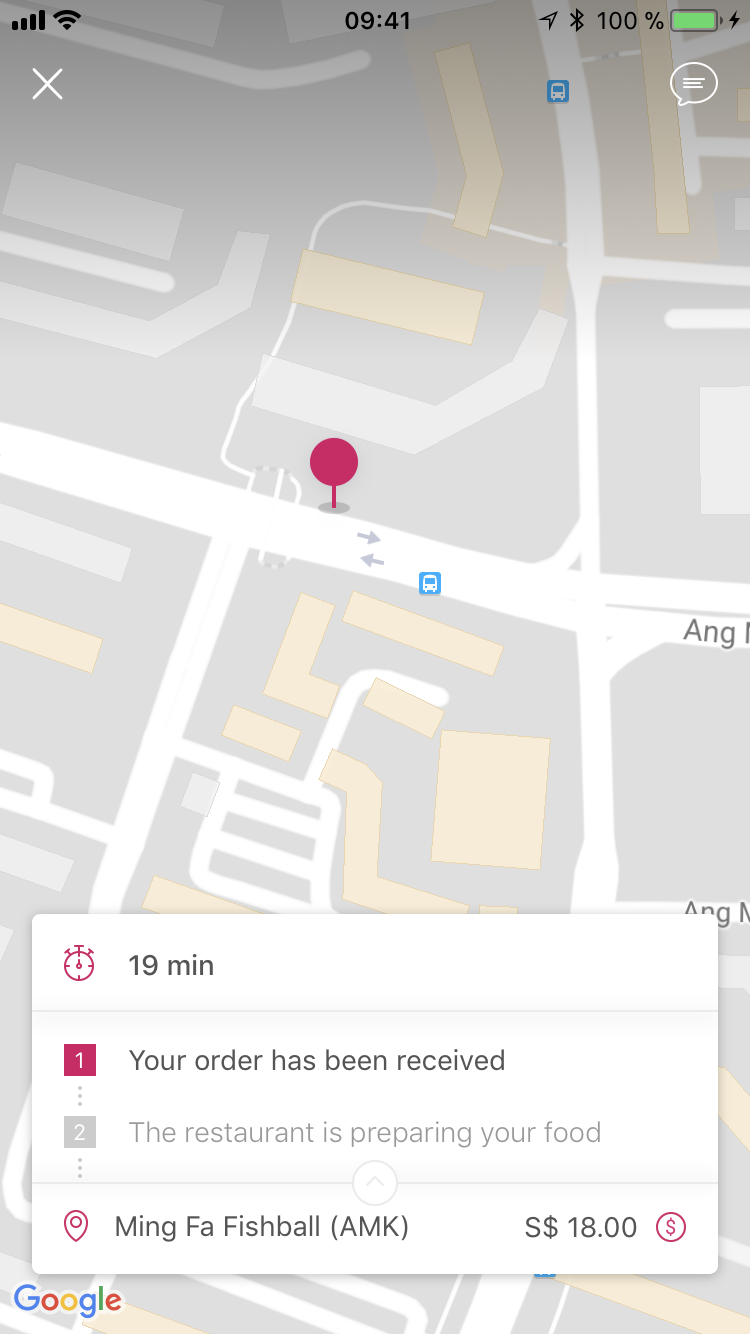 09:41
100 %
Ang M
Ang M
19 min
1 Your order has been received
2 The restaurant is preparing your food
Ming Fa Fishball (AMK) S$ 18.00 $
Google